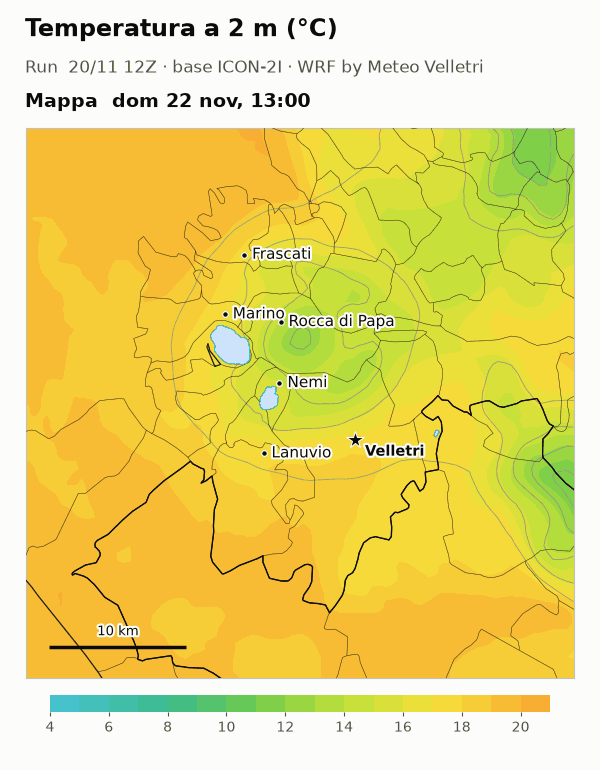 Temperatura a 2 m (°C)
Run  20/11 12Z · base ICON-2I · WRF by Meteo Velletri
Mappa  dom 22 nov, 13:00
Frascati
Marino
Rocca di Papa
Nemi
Velletri
Lanuvio
10 km
4 6 8 10 12 14 16 18 20